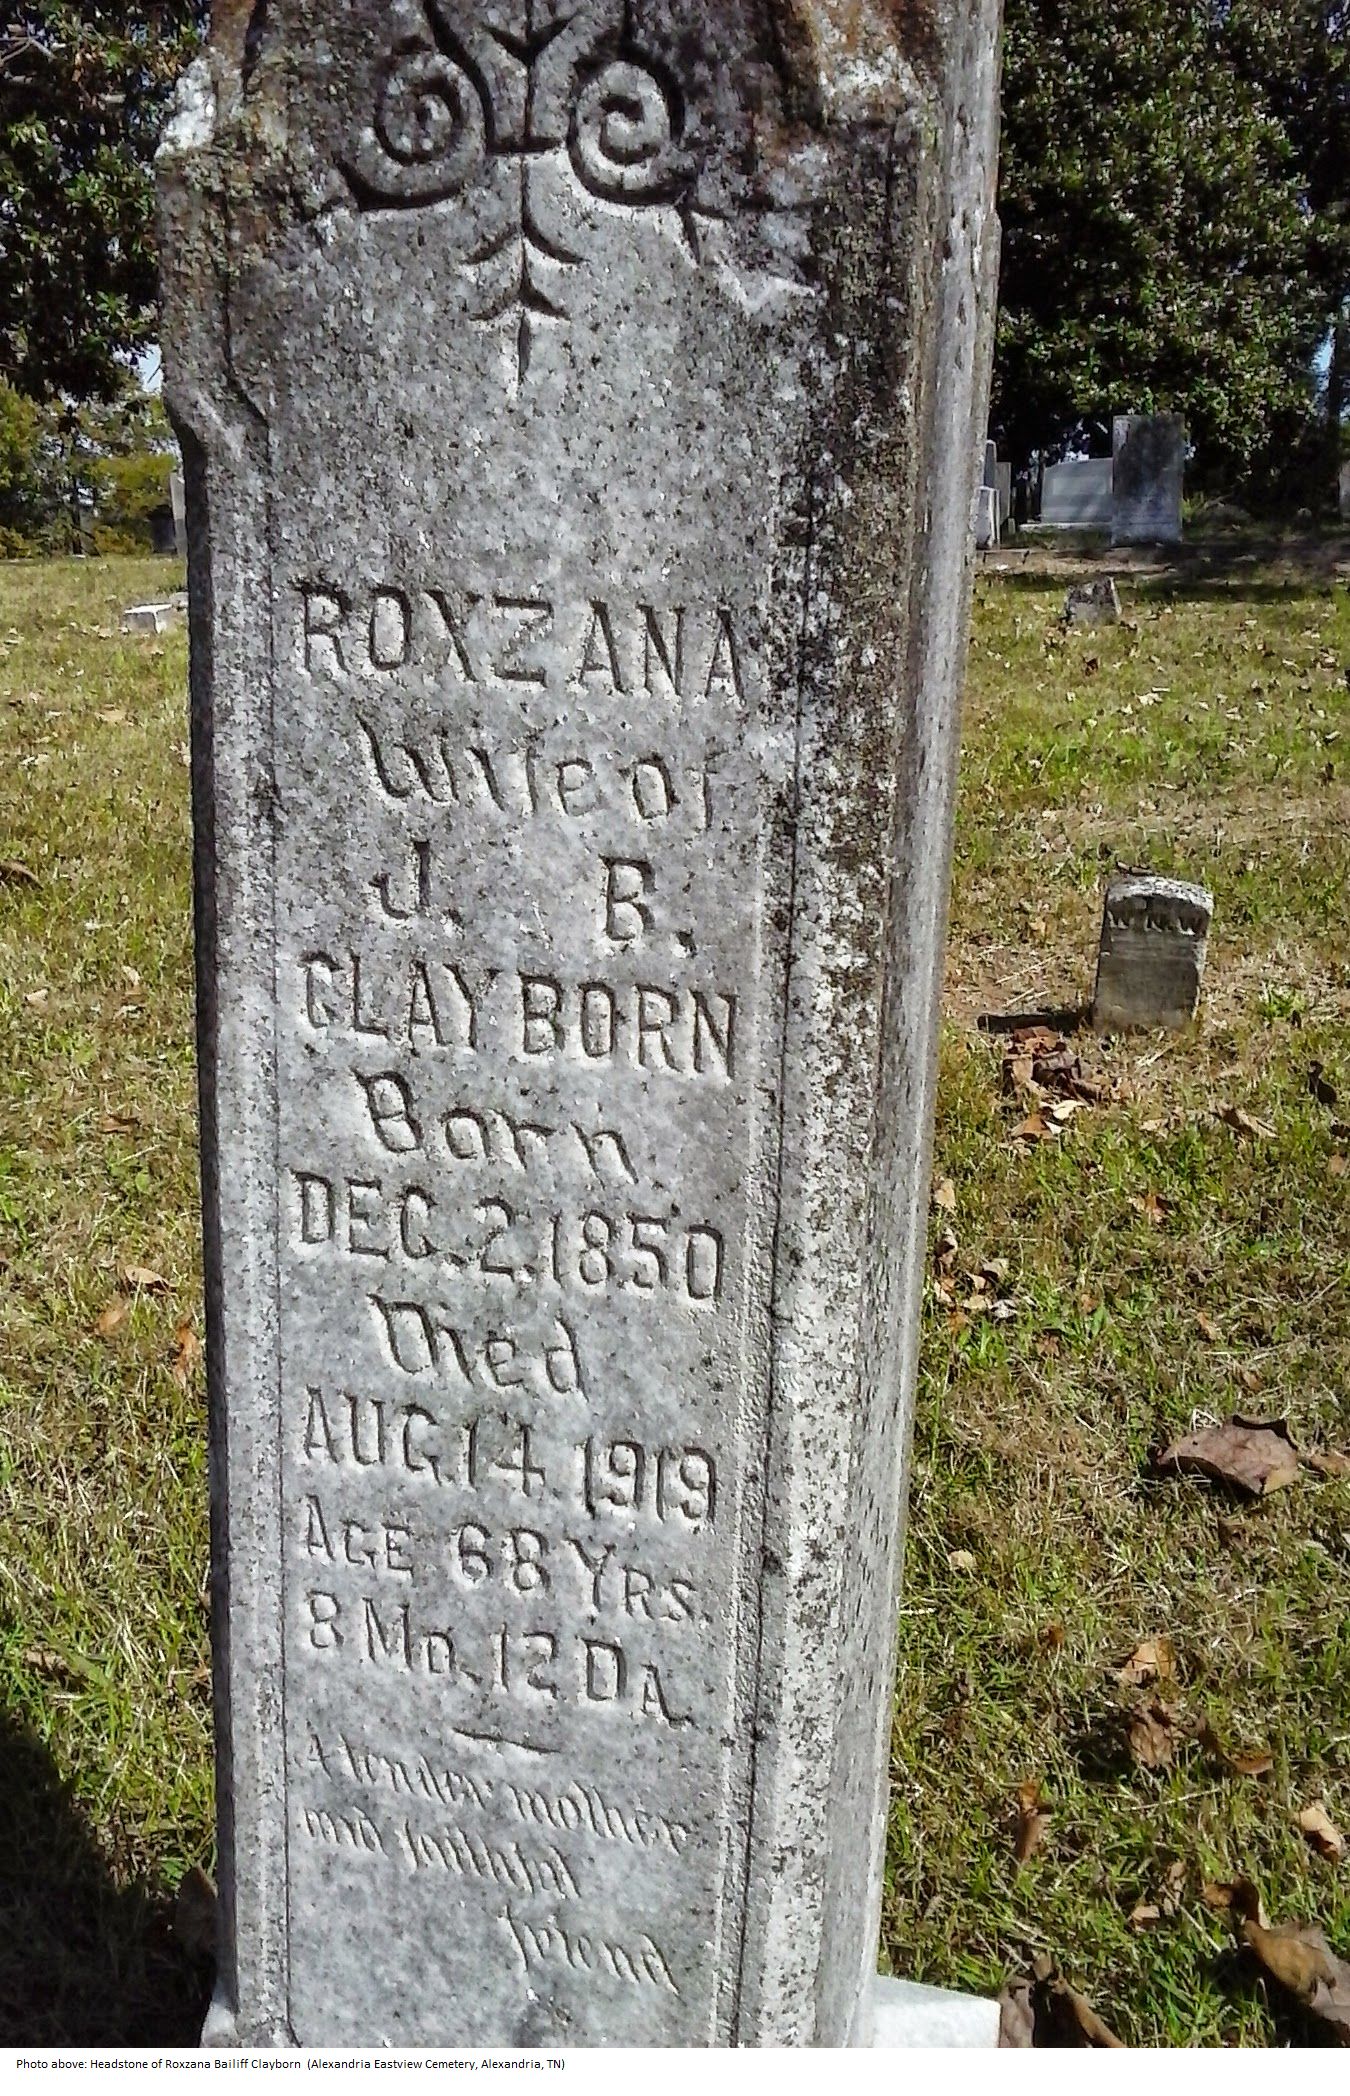 ROXZANA
Wife of
J. B.
CLAYBORN
Born
DEC. 2. 1850
Died
AUG. 14. 1919
AGE 68 YRS.
8 MO. 12 DA.
A tender mother
and faithful
friend
Photo above: Headstone of Roxzana Bailiff Clayborn (Alexandria Eastview Cemetery, Alexandria, TN)